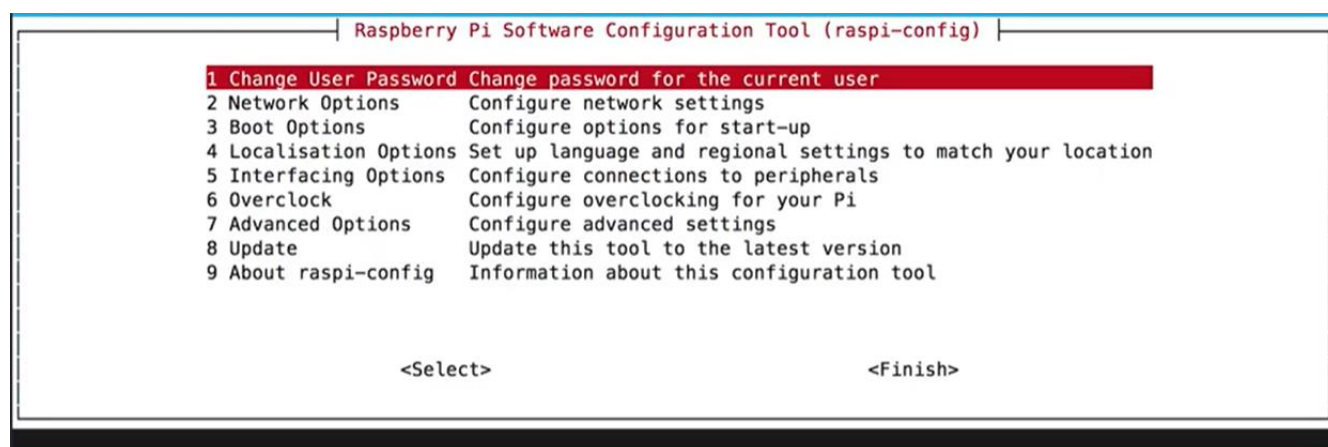 Raspberry Pi Software Configuration Tool (raspi-config)
1 Change User Password Change password for the current user
2 Network Options Configure network settings
3 Boot Options Configure options for start-up
4 Localisation Options Set up language and regional settings to match your location
5 Interfacing Options Configure connections to peripherals
6 Overclock Configure overclocking for your Pi
7 Advanced Options Configure advanced settings
8 Update Update this tool to the latest version
9 About raspi-config Information about this configuration tool
<Select> <Finish>